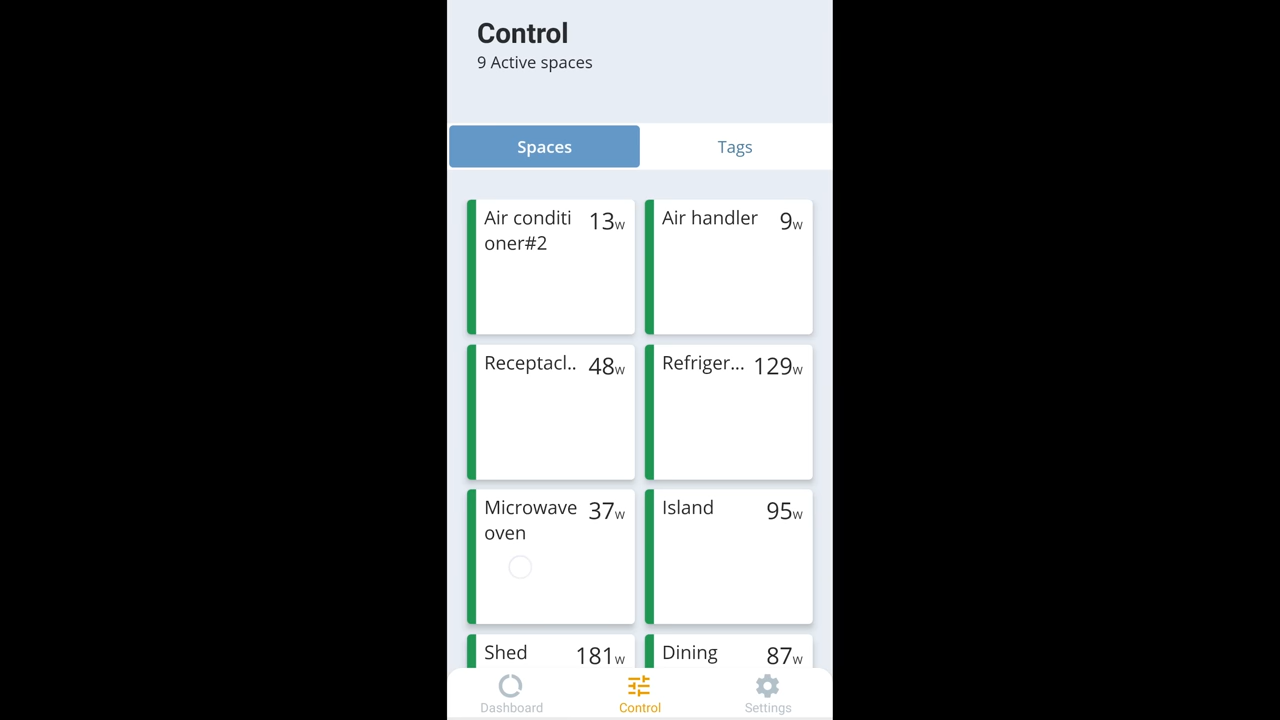 Control
9 Active spaces
Spaces
Tags
Air conditi
oner#2
13w
Air handler
9w
Receptacl..
48w
Refriger...
129w
Microwave
oven
37w
Island
95w
Shed
181w
Dining
87w
Dashboard
Control
Settings